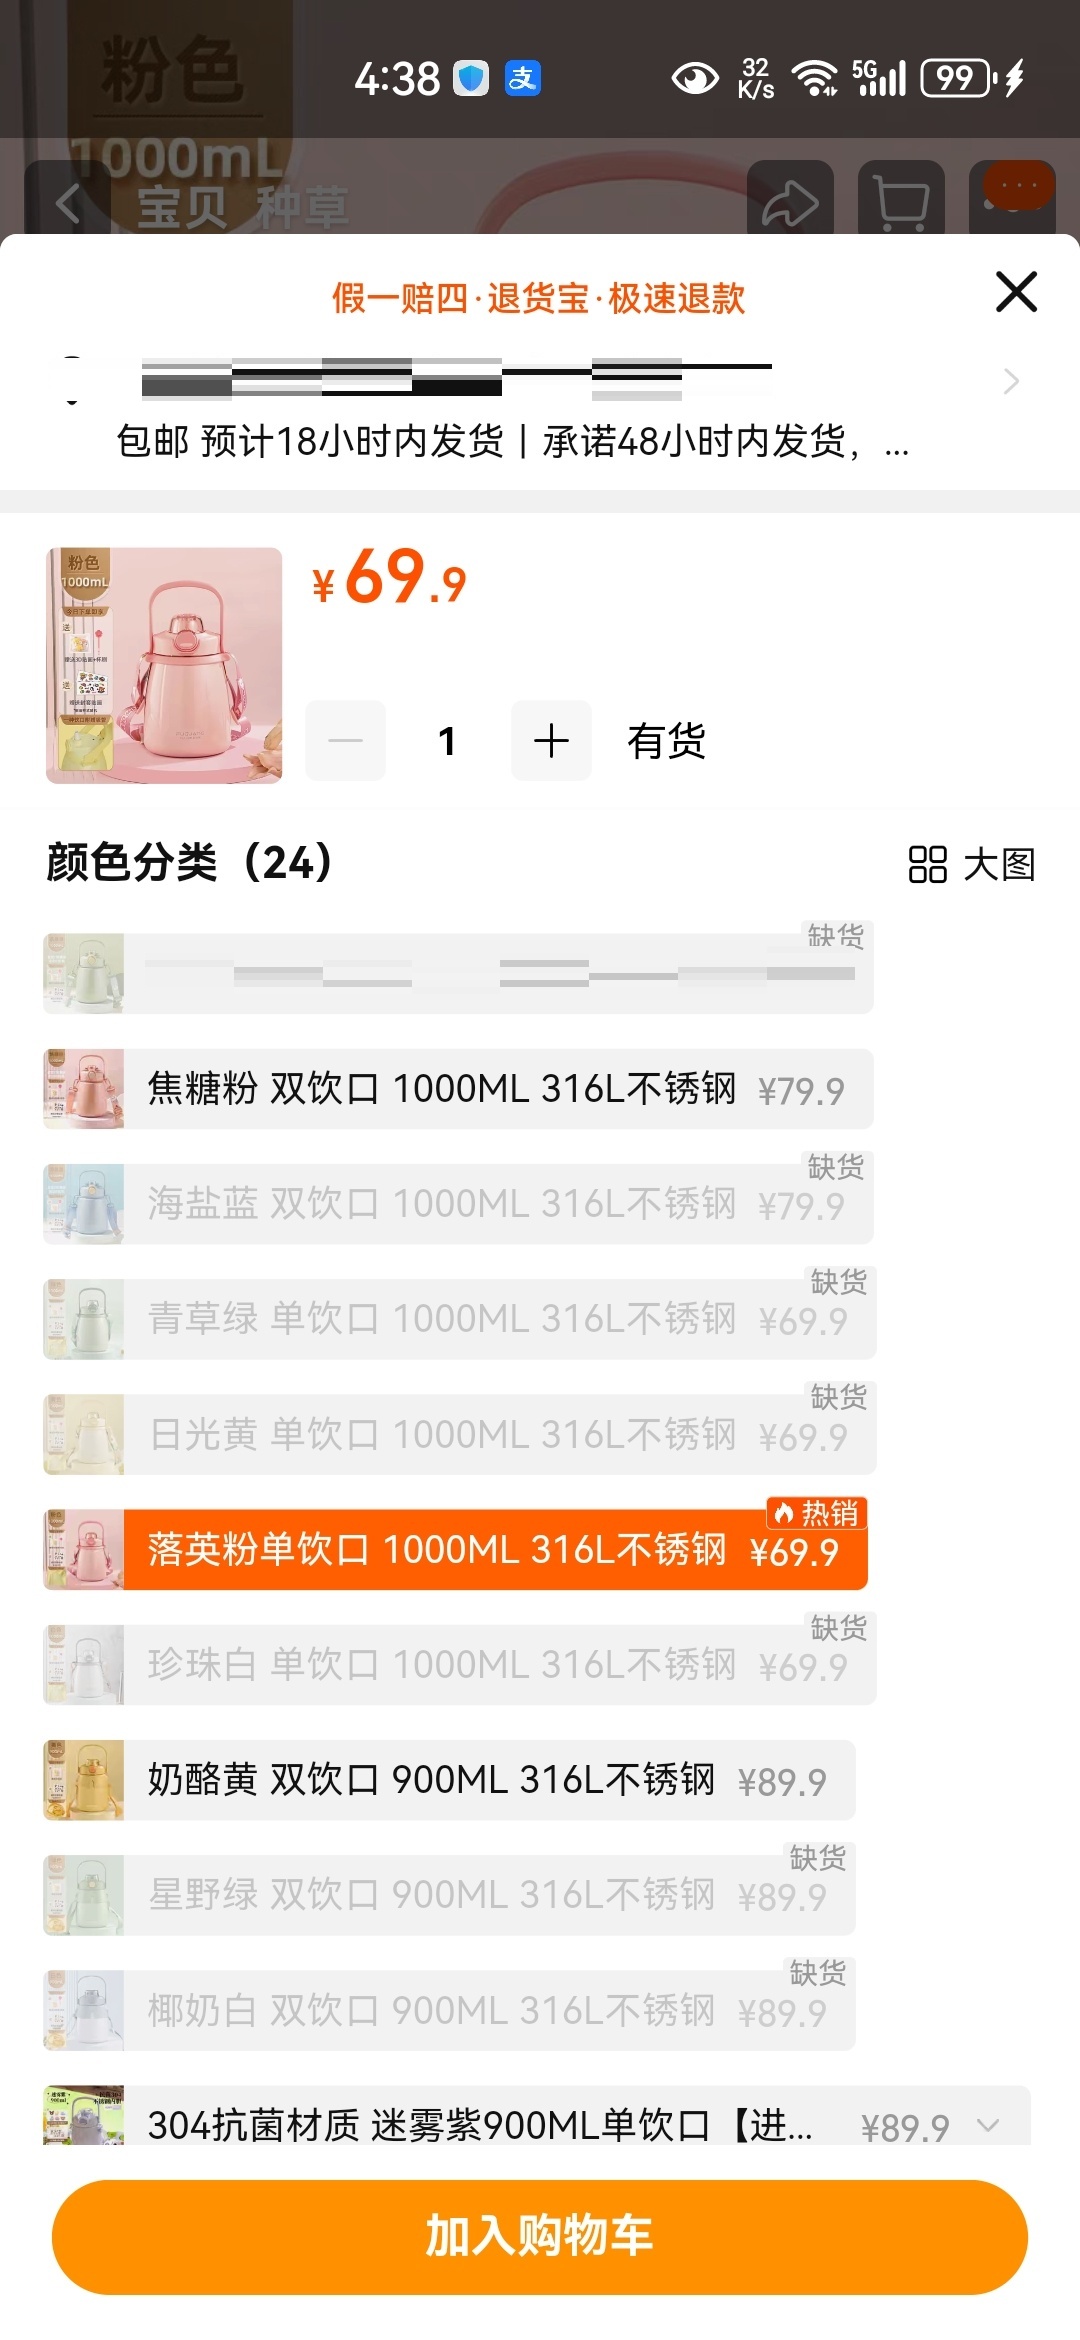 粉色
4:38
支
32
K/s
5G
99
1000mL
宝贝 种草
假一赔四·退货宝·极速退款
包邮 预计18小时内发货 | 承诺48小时内发货，...
粉色
1000mL
送
送
¥69.9
1
有货
颜色分类（24）
大图
缺货
焦糖粉 双饮口 1000ML 316L不锈钢 ¥79.9
缺货
海盐蓝 双饮口 1000ML 316L不锈钢 ¥79.9
缺货
青草绿 单饮口 1000ML 316L不锈钢 ¥69.9
缺货
日光黄 单饮口 1000ML 316L不锈钢 ¥69.9
热销
落英粉单饮口 1000ML 316L不锈钢 ¥69.9
缺货
珍珠白 单饮口 1000ML 316L不锈钢 ¥69.9
奶酪黄 双饮口 900ML 316L不锈钢 ¥89.9
缺货
星野绿 双饮口 900ML 316L不锈钢 ¥89.9
缺货
椰奶白 双饮口 900ML 316L不锈钢 ¥89.9
304抗菌材质 迷雾紫900ML单饮口【进... ¥89.9
加入购物车